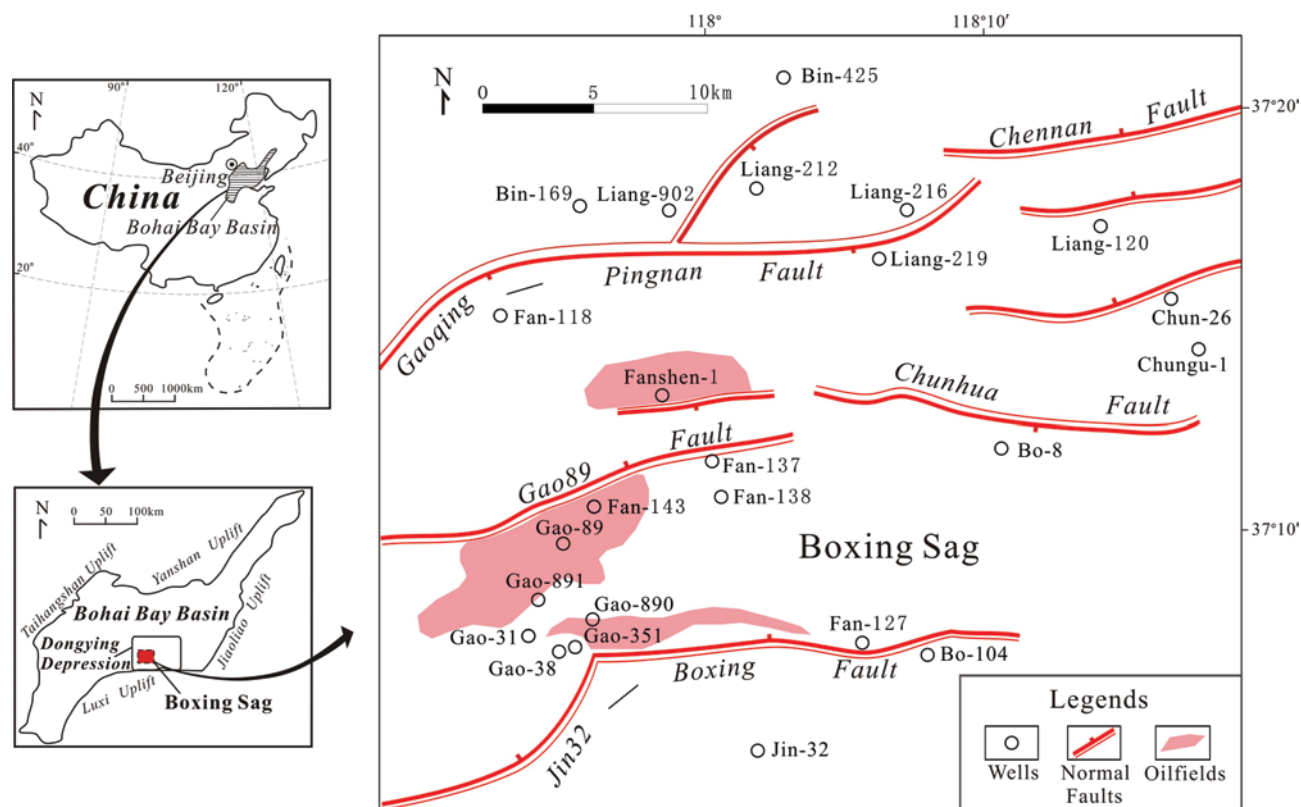 90°
120°
N
40°
Beijing
China
Bohai Bay Basin
20°
0 500 1000km
N
0 50 100km
Taihangshan Uplift
Yanshan Uplift
Jiaoliao Uplift
Bohai Bay Basin
Dongying
Depression
Luxi Uplift
Boxing Sag
118°
118°10′
37°20′
37°10′
N
0 5 10km
Bin-425
Chennan Fault
Liang-212
Bin-169
Liang-902
Liang-216
Liang-120
Gaoqing Pingnan Fault
Liang-219
Fan-118
Chun-26
Chungu-1
Fanshen-1
Chunhua Fault
Bo-8
Gao89 Fault
Fan-137
Fan-138
Fan-143
Gao-89
Boxing Sag
Gao-891
Gao-890
Gao-31
Gao-351
Gao-38
Fan-127
Bo-104
Jin32 Boxing Fault
Jin-32
Legends
Wells
Normal
Faults
Oilfields